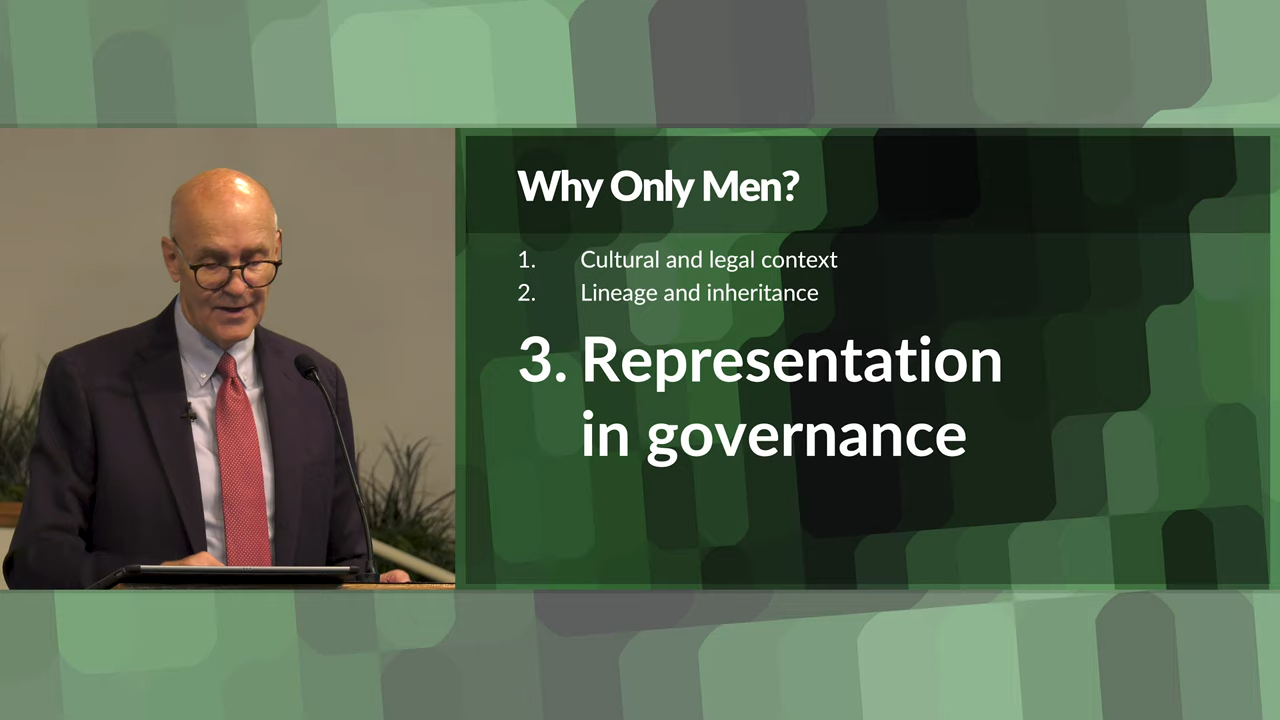 Why Only Men?
1. Cultural and legal context
2. Lineage and inheritance
3. Representation
in governance